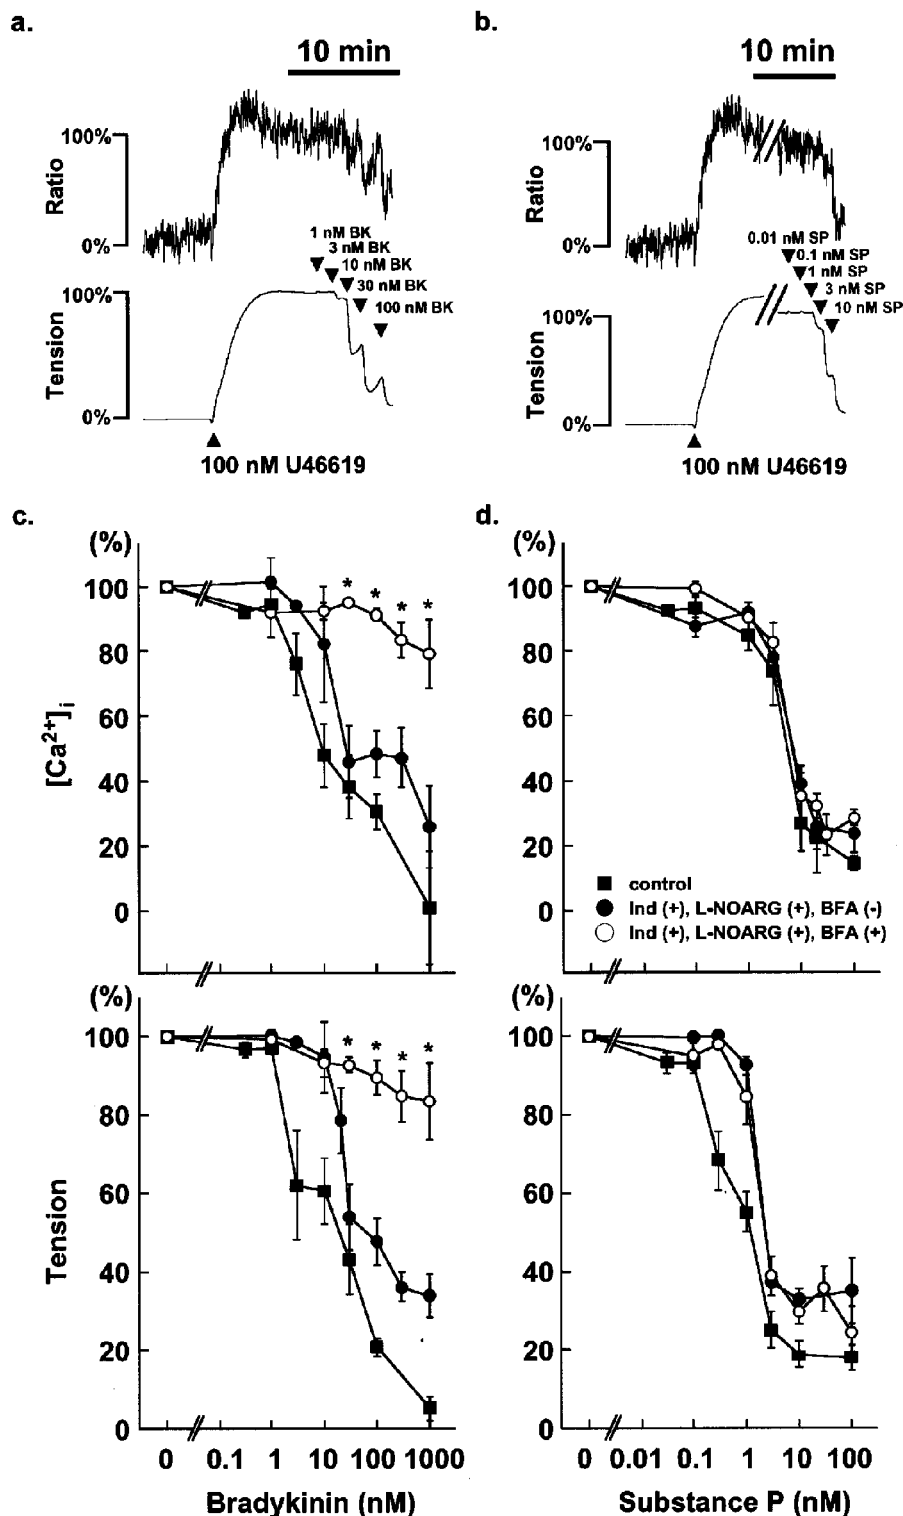 a.
10 min
100%
Ratio
0%
1 nM BK
3 nM BK
10 nM BK
30 nM BK
100 nM BK
100%
Tension
0%
100 nM U46619
b.
10 min
100%
Ratio
0%
0.01 nM SP
0.1 nM SP
1 nM SP
3 nM SP
10 nM SP
100%
Tension
0%
100 nM U46619
c.
(%)
100
80
60
40
20
0
[Ca2+]i
* * * *
(%)
100
80
60
40
20
0
Tension
* * * *
0 0.1 1 10 100 1000
Bradykinin (nM)
d.
(%)
100
80
60
40
20
0
control
Ind (+), L-NOARG (+), BFA (-)
Ind (+), L-NOARG (+), BFA (+)
(%)
100
80
60
40
20
0
0 0.01 0.1 1 10 100
Substance P (nM)